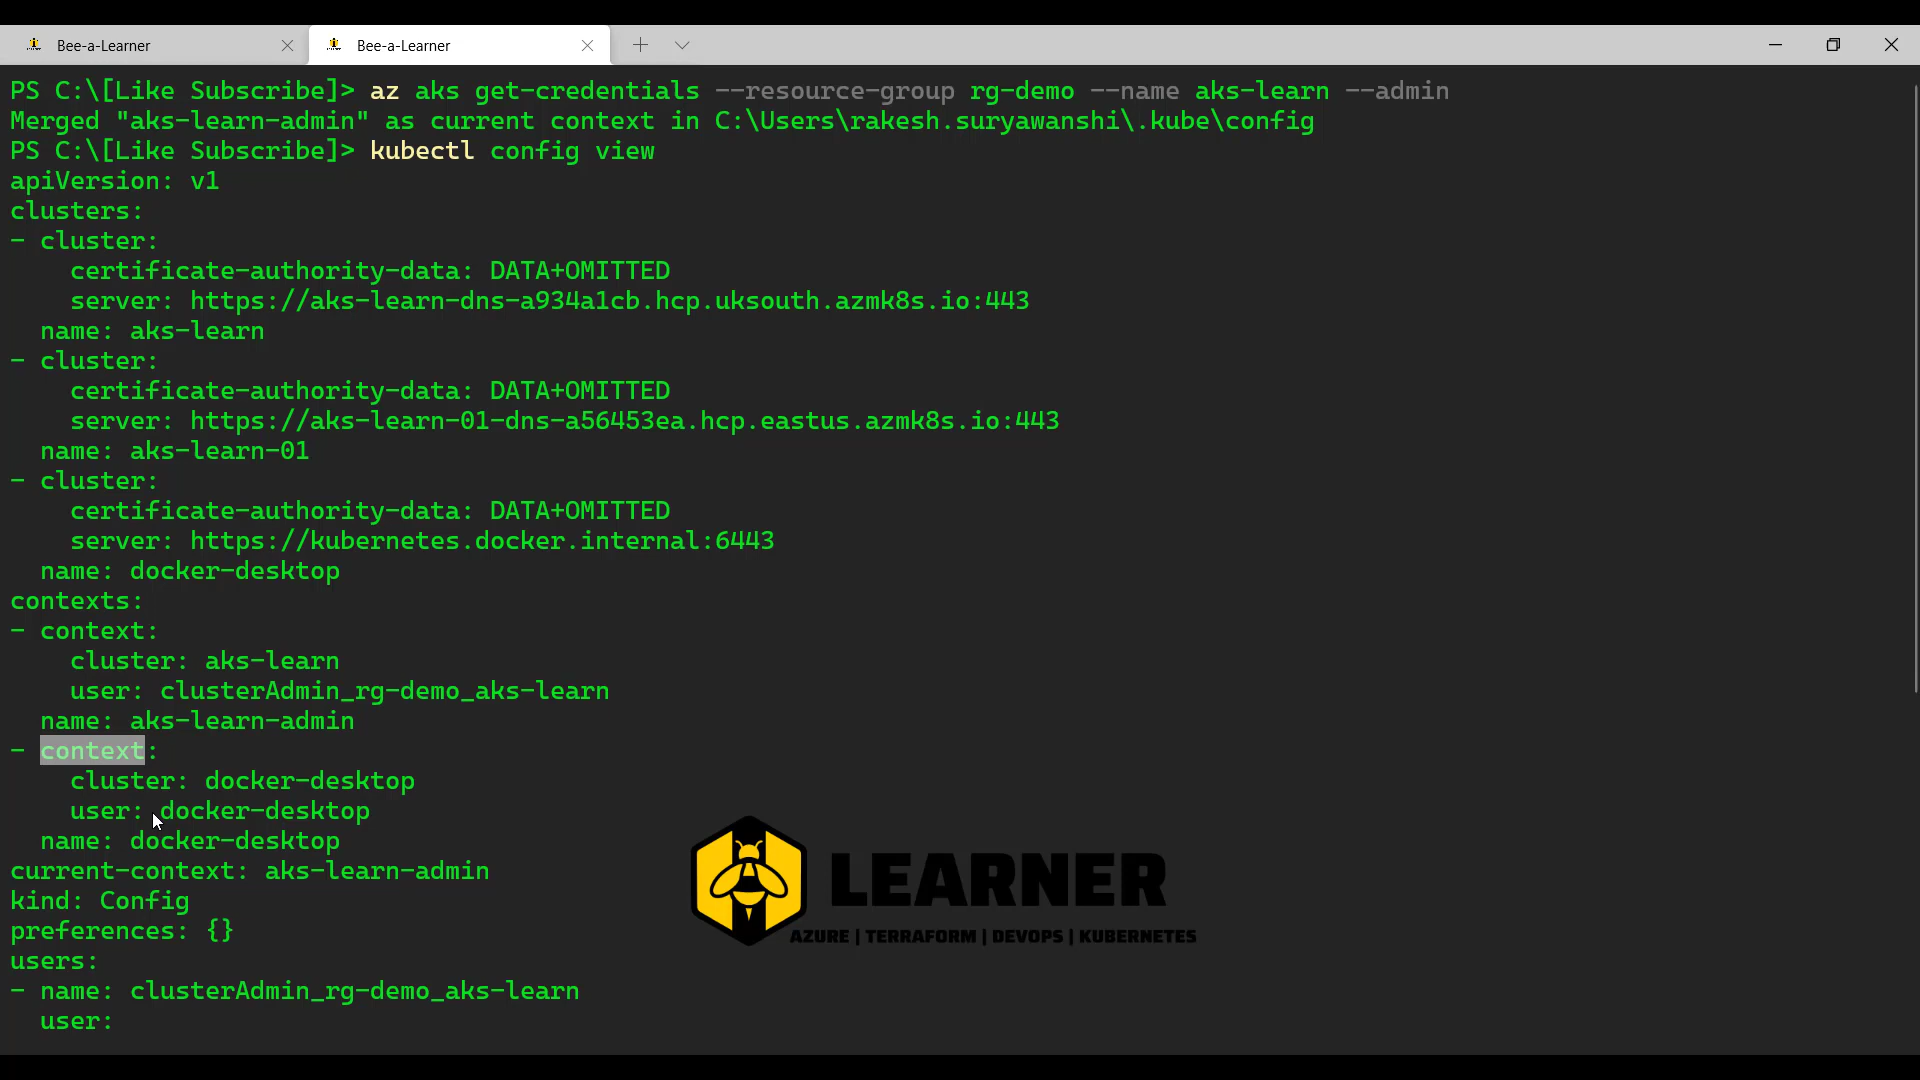 Bee-a-Learner
Bee-a-Learner
PS C:\[Like Subscribe]> az aks get-credentials --resource-group rg-demo --name aks-learn --admin
Merged "aks-learn-admin" as current context in C:\Users\rakesh.suryawanshi\.kube\config
PS C:\[Like Subscribe]> kubectl config view
apiVersion: v1
clusters:
- cluster:
    certificate-authority-data: DATA+OMITTED
    server: https://aks-learn-dns-a934a1cb.hcp.uksouth.azmk8s.io:443
  name: aks-learn
- cluster:
    certificate-authority-data: DATA+OMITTED
    server: https://aks-learn-01-dns-a56453ea.hcp.eastus.azmk8s.io:443
  name: aks-learn-01
- cluster:
    certificate-authority-data: DATA+OMITTED
    server: https://kubernetes.docker.internal:6443
  name: docker-desktop
contexts:
- context:
    cluster: aks-learn
    user: clusterAdmin_rg-demo_aks-learn
  name: aks-learn-admin
- context:
    cluster: docker-desktop
    user: docker-desktop
  name: docker-desktop
current-context: aks-learn-admin
kind: Config
preferences: {}
users:
- name: clusterAdmin_rg-demo_aks-learn
  user:
LEARNER
AZURE | TERRAFORM | DEVOPS | KUBERNETES